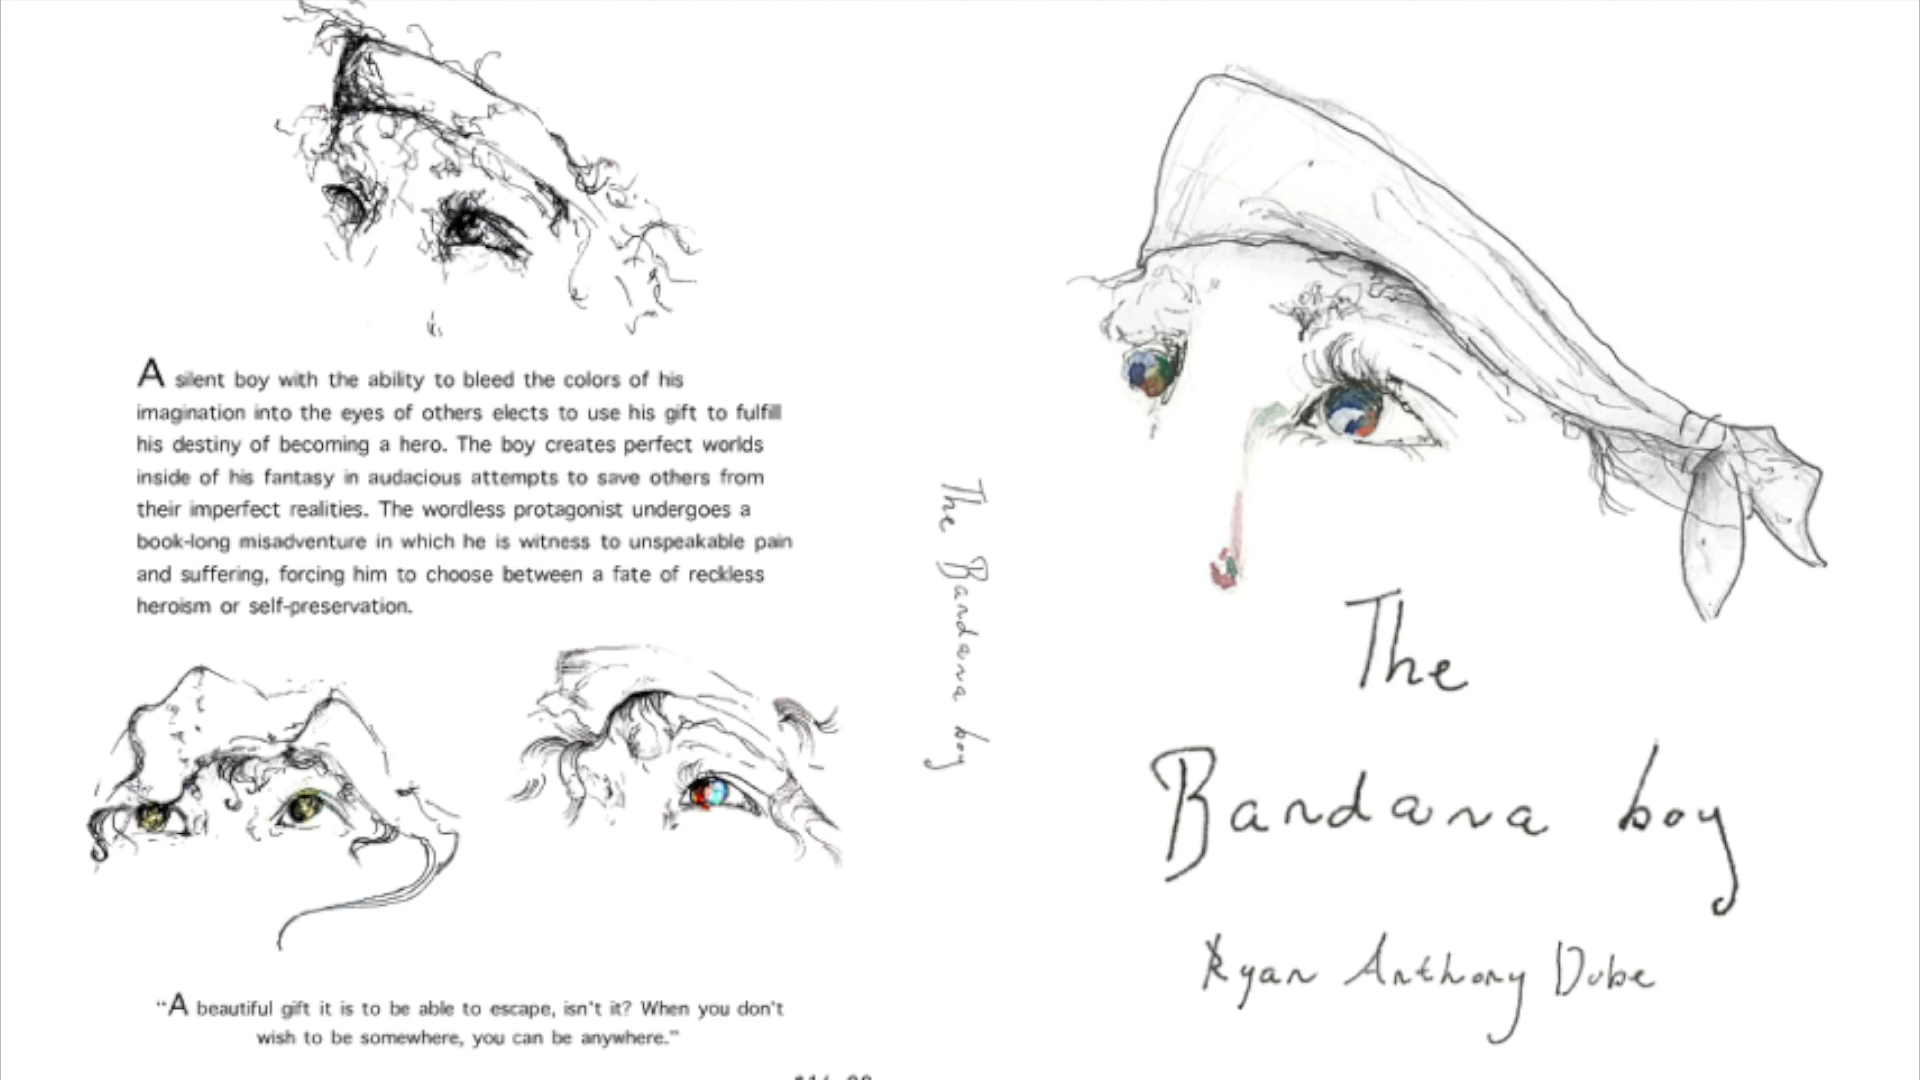 A silent boy with the ability to bleed the colors of his
imagination into the eyes of others elects to use his gift to fulfill
his destiny of becoming a hero. The boy creates perfect worlds
inside of his fantasy in audacious attempts to save others from
their imperfect realities. The wordless protagonist undergoes a
book-long misadventure in which he is witness to unspeakable pain
and suffering, forcing him to choose between a fate of reckless
heroism or self-preservation.
"A beautiful gift it is to be able to escape, isn't it? When you don't
wish to be somewhere, you can be anywhere."
The Bandana boy
The
Bandana boy
Ryan Anthony Dube